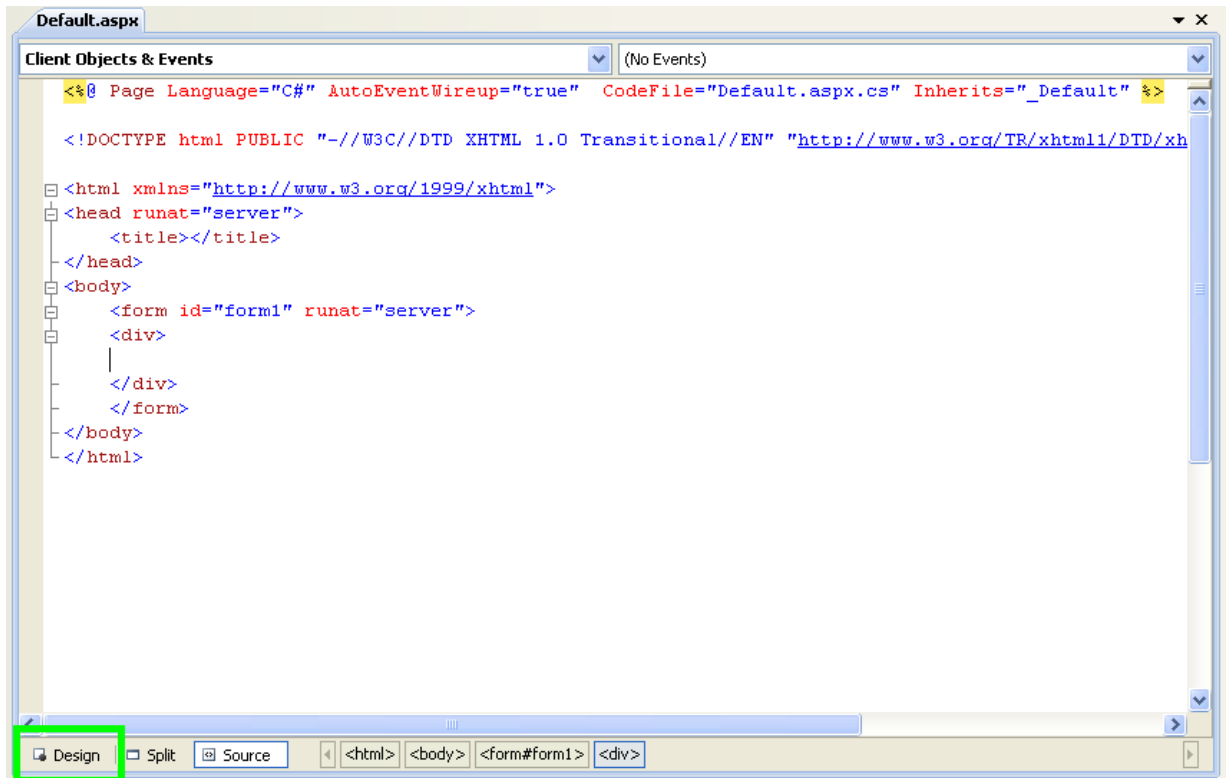 Default.aspx
Client Objects & Events (No Events)
<%@ Page Language="C#" AutoEventWireup="true"  CodeFile="Default.aspx.cs" Inherits="_Default" %>
<!DOCTYPE html PUBLIC "-//W3C//DTD XHTML 1.0 Transitional//EN" "http://www.w3.org/TR/xhtml1/DTD/xh
<html xmlns="http://www.w3.org/1999/xhtml">
<head runat="server">
<title></title>
</head>
<body>
<form id="form1" runat="server">
<div>
</div>
</form>
</body>
</html>
Design Split Source <html> <body> <form#form1> <div>